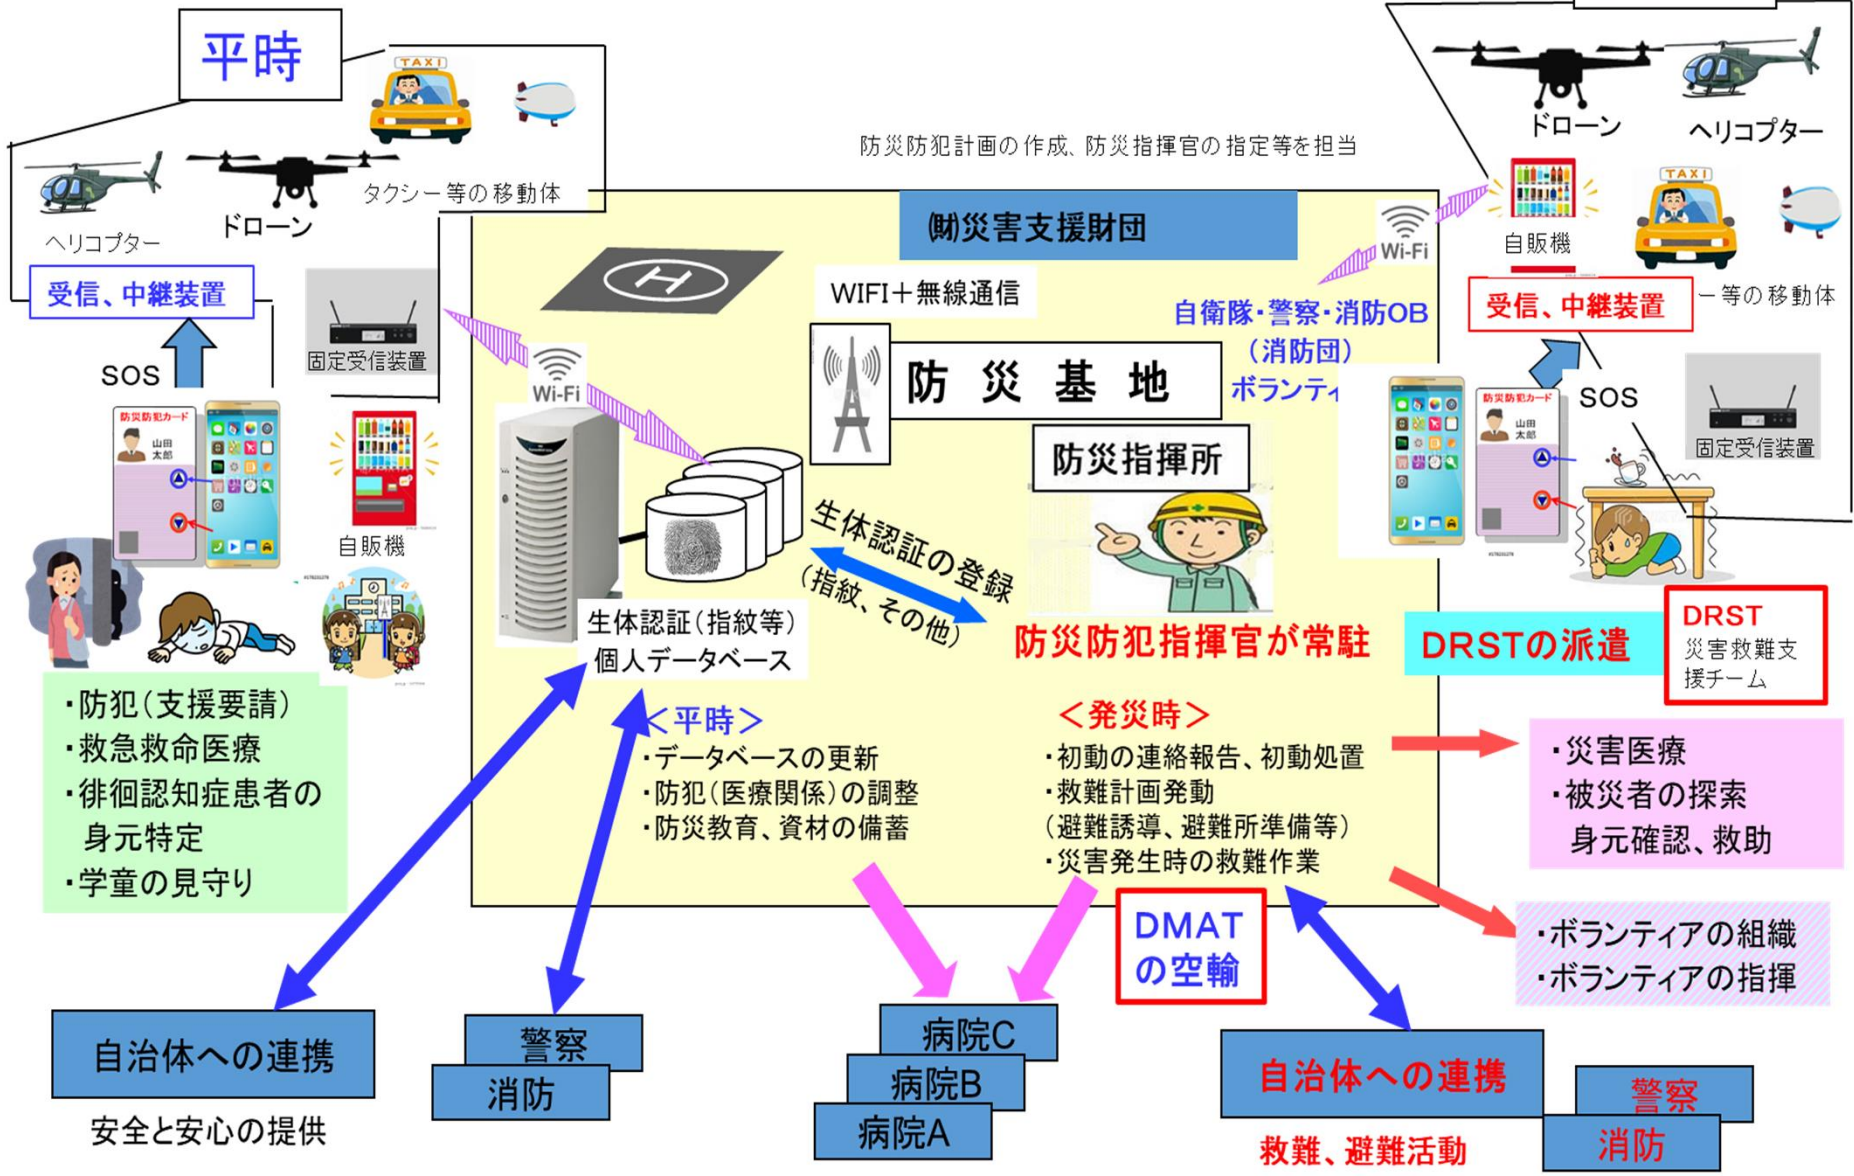 平時
TAXI
タクシー等の移動体
ヘリコプター
ドローン
受信、中継装置
SOS
固定受信装置
防災防犯カード
山田
太郎
自販機
・防犯(支援要請)
・救急救命医療
・徘徊認知症患者の
身元特定
・学童の見守り
防災防犯計画の作成、防災指揮官の指定等を担当
㈶災害支援財団
H
WIFI+無線通信
Wi-Fi
防災基地
防災指揮所
自衛隊・警察・消防OB
(消防団)
ボランティ
Wi-Fi
生体認証の登録
(指紋、その他)
生体認証(指紋等)
個人データベース
防災防犯指揮官が常駐
<平時>
・データベースの更新
・防犯(医療関係)の調整
・防災教育、資材の備蓄
<発災時>
・初動の連絡報告、初動処置
・救難計画発動
(避難誘導、避難所準備等)
・災害発生時の救難作業
DMAT
の空輸
ドローン
ヘリコプター
自販機
TAXI
ー等の移動体
受信、中継装置
SOS
防災防犯カード
山田
太郎
固定受信装置
DRSTの派遣
DRST
災害救難支
援チーム
・災害医療
・被災者の探索
身元確認、救助
・ボランティアの組織
・ボランティアの指揮
自治体への連携
安全と安心の提供
警察
消防
病院C
病院B
病院A
自治体への連携
救難、避難活動
警察
消防